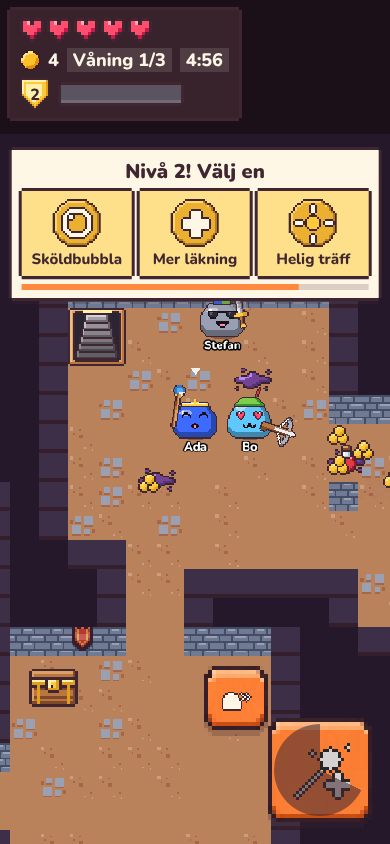 4 Våning 1/3 4:56
2
Nivå 2! Välj en
Sköldbubbla Mer läkning Helig träff
Stefan
Ada Bo